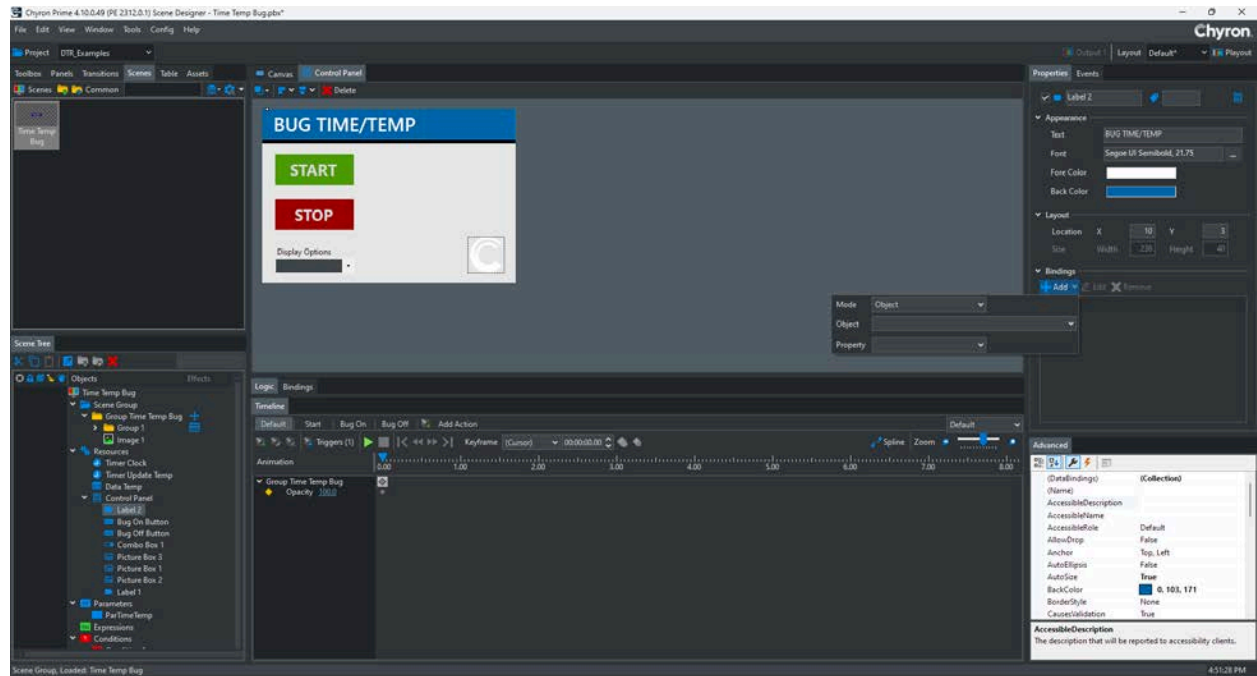 Chyron Prime 4.10.0.49 (PE 2312.0.1) Scene Designer - Time Temp Bug.pbx*
File Edit View Window Tools Config Help
Chyron
Project DTR_Examples
Output 1 Layout Default* Playout
Toolbox Panels Transitions Scenes Table Assets
Canvas Control Panel
Properties Events
Scenes Common
Delete
Label 2
Time Temp
Bug
BUG TIME/TEMP
START
STOP
Display Options
Appearance
Text BUG TIME/TEMP
Font Segoe UI Semibold, 21.75 ...
Fore Color
Back Color
Layout
Location X 10 Y 3
Size Width 238 Height 40
Bindings
Add Edit Remove
Mode Object
Object
Property
Scene Tree
Objects Effects
Time Temp Bug
Scene Group
Group Time Temp Bug
Group 1
Image 1
Resources
Timer Clock
Timer Update Temp
Data Temp
Control Panel
Label 2
Bug On Button
Bug Off Button
Combo Box 1
Picture Box 3
Picture Box 1
Picture Box 2
Label 1
Parameters
ParTimeTemp
Expressions
Conditions
Logic Bindings
Timeline
Default Start Bug On Bug Off Add Action Default
Triggers (1) Keyframe (Cursor) 00:00:00.00 Spline Zoom
Animation 0.00 1.00 2.00 3.00 4.00 5.00 6.00 7.00 8.00
Group Time Temp Bug
Opacity 100.0
Advanced
(DataBindings) (Collection)
(Name)
AccessibleDescription
AccessibleName
AccessibleRole Default
AllowDrop False
Anchor Top, Left
AutoEllipsis False
AutoSize True
BackColor 0, 103, 171
BorderStyle None
CausesValidation True
AccessibleDescription
The description that will be reported to accessibility clients.
Scene Group, Loaded: Time Temp Bug 4:51:28 PM